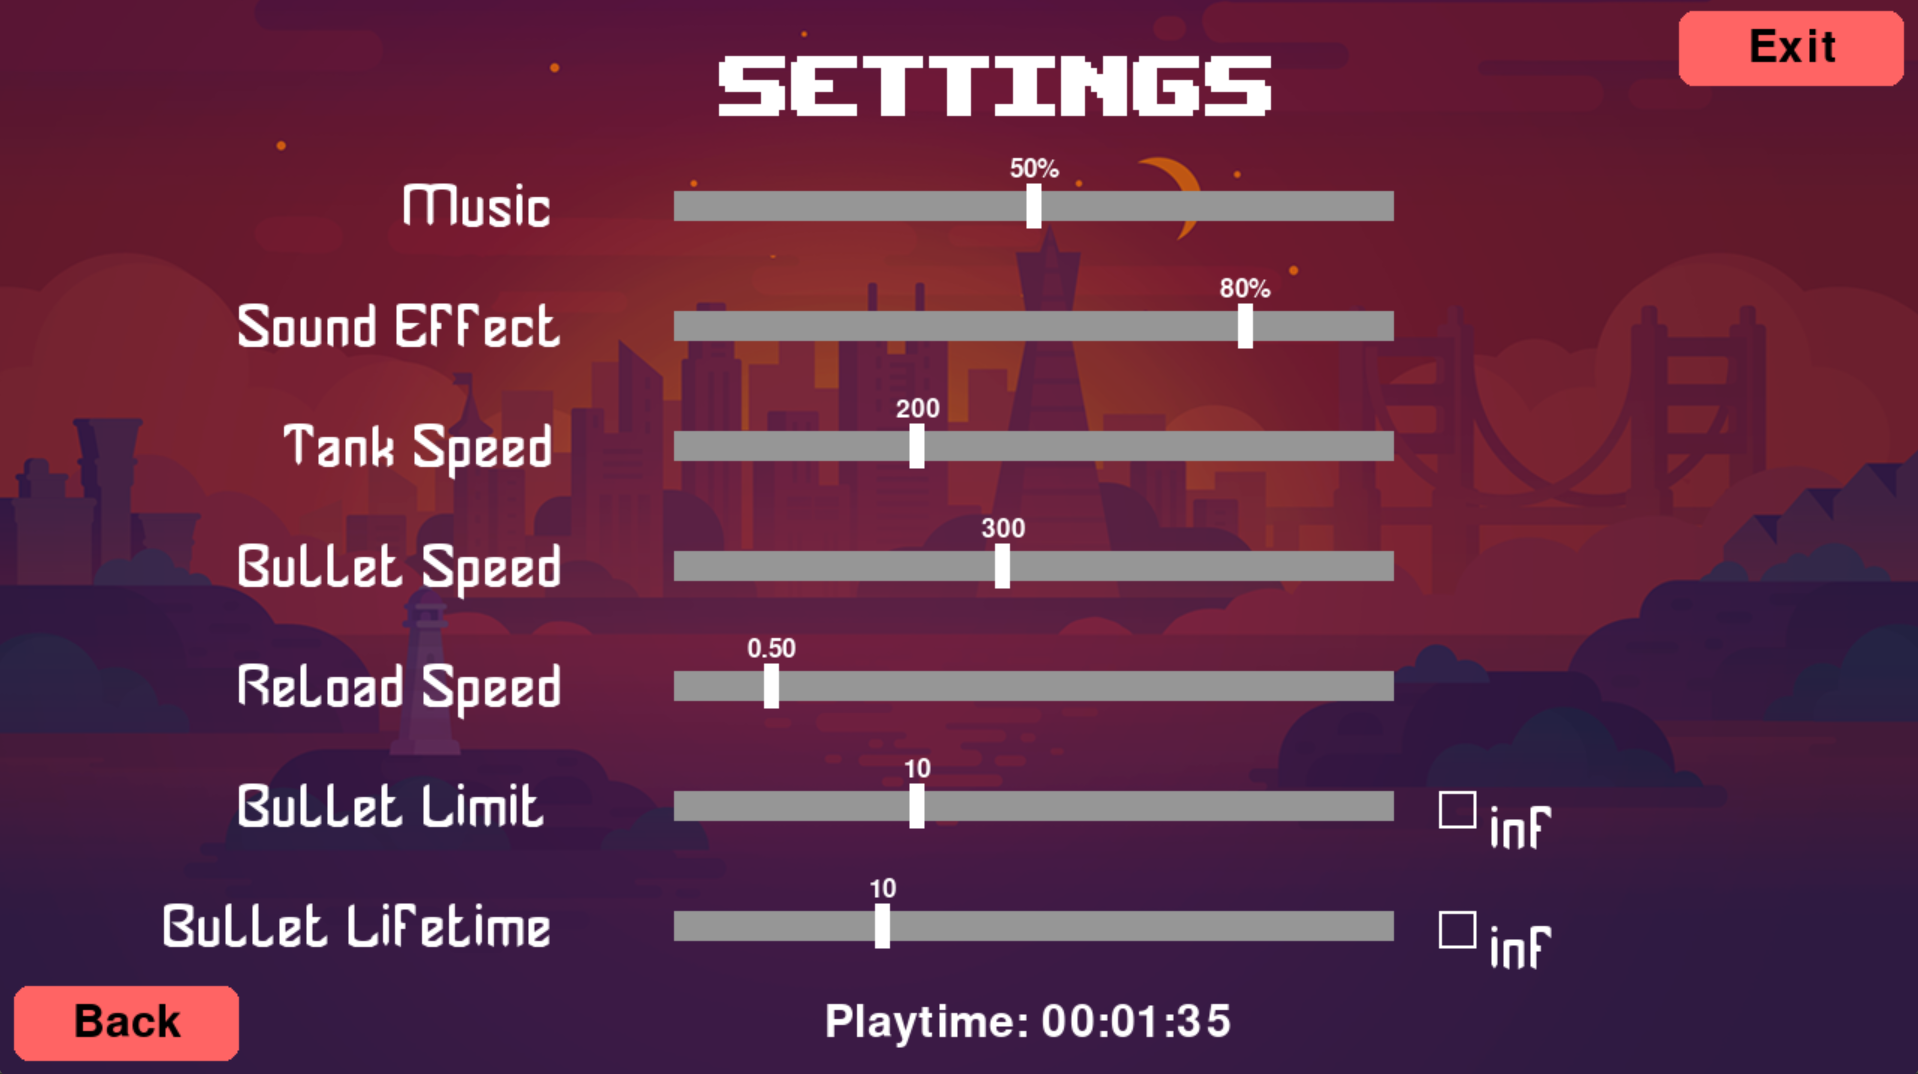 Exit
SETTINGS
50%
Music
80%
Sound Effect
200
Tank Speed
300
Bullet Speed
0.50
Reload Speed
10
Bullet Limit
inf
10
Bullet Lifetime
inf
Back
Playtime: 00:01:35